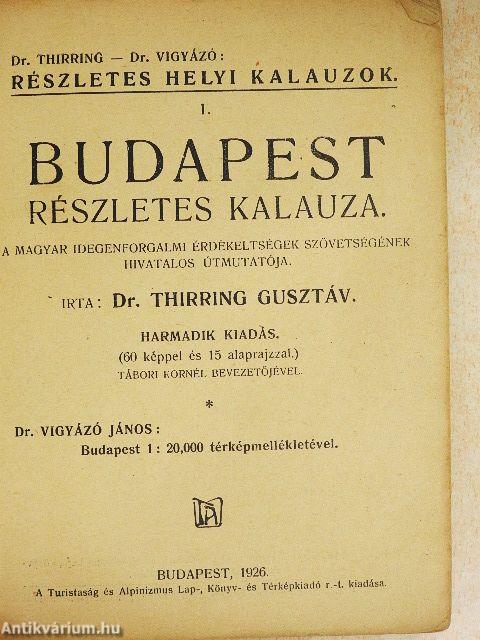 Dr. THIRRING — Dr. VIGYÁZÓ:
RÉSZLETES HELYI KALAUZOK.
1.
BUDAPEST
RÉSZLETES KALAUZA.
A MAGYAR IDEGENFORGALMI ÉRDEKELTSÉGEK SZÖVETSÉGÉNEK
HIVATALOS ÚTMUTATÓJA.
IRTA: Dr. THIRRING GUSZTÁV.
HARMADIK KIADÁS.
(60 képpel és 15 alaprajzzal.)
TÁBORI KORNÉL BEVEZETŐJÉVEL.
*
Dr. VIGYÁZÓ JÁNOS:
Budapest 1: 20,000 térképmellékletével.
BUDAPEST, 1926.
A Turistaság és Alpinizmus Lap-, Könyv- és Térképkiadó r.-t. kiadása.
Antikvárium.hu